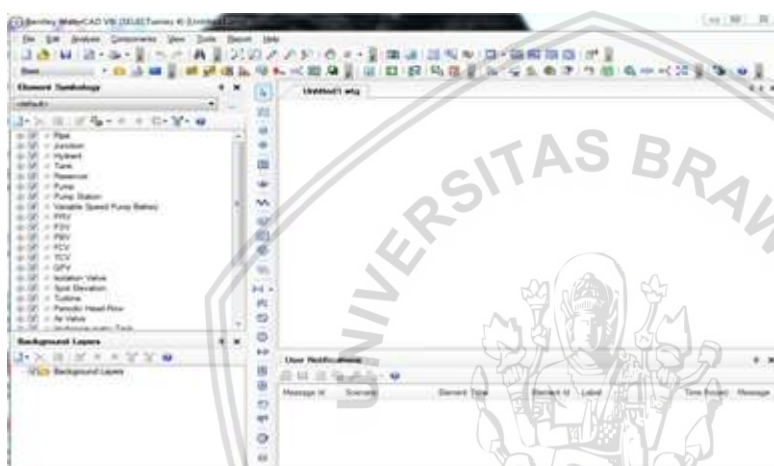 Bentley WaterCAD V8i (SELECTseries 4) [Untitled1.wtg]
File Edit Analysis Components View Tools Report Help
Base
Element Symbology
<default>
Untitled1.wtg
Pipe
Junction
Hydrant
Tank
Reservoir
Pump
Pump Station
Variable Speed Pump Battery
PRV
PSV
PBV
FCV
TCV
GPV
Isolation Valve
Spot Elevation
Turbine
Periodic Head-Flow
Air Valve
Hydropneumatic Tank
Background Layers
Background Layers
User Notifications
Message Id Scenario Element Type Element Id Label Time (hours) Message
UNIVERSITAS BRAW